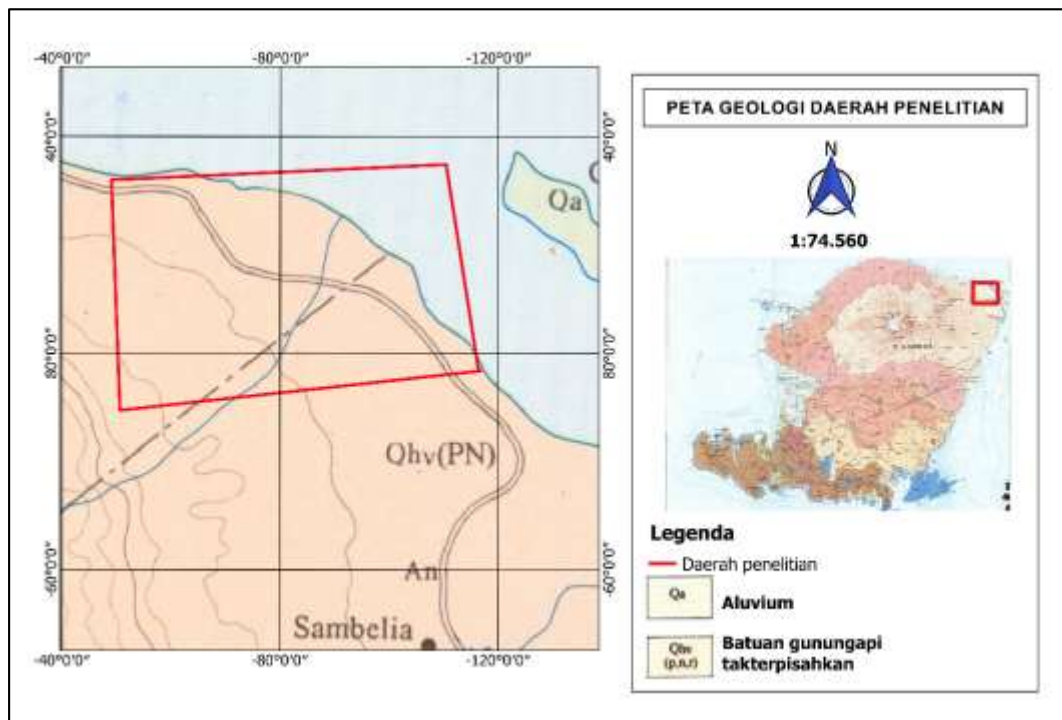 -40°0'0" -80°0'0" -120°0'0"
40°0'0" 40°0'0"
Qa
80°0'0" 80°0'0"
Qhv(PN)
An
-60°0'0" -60°0'0"
Sambelia
-40°0'0" -80°0'0" -120°0'0"
PETA GEOLOGI DAERAH PENELITIAN
N
1:74.560
Legenda
Daerah penelitian
Qa
Aluvium
Qhv
(p,n,r)
Batuan gunungapi
takterpisahkan